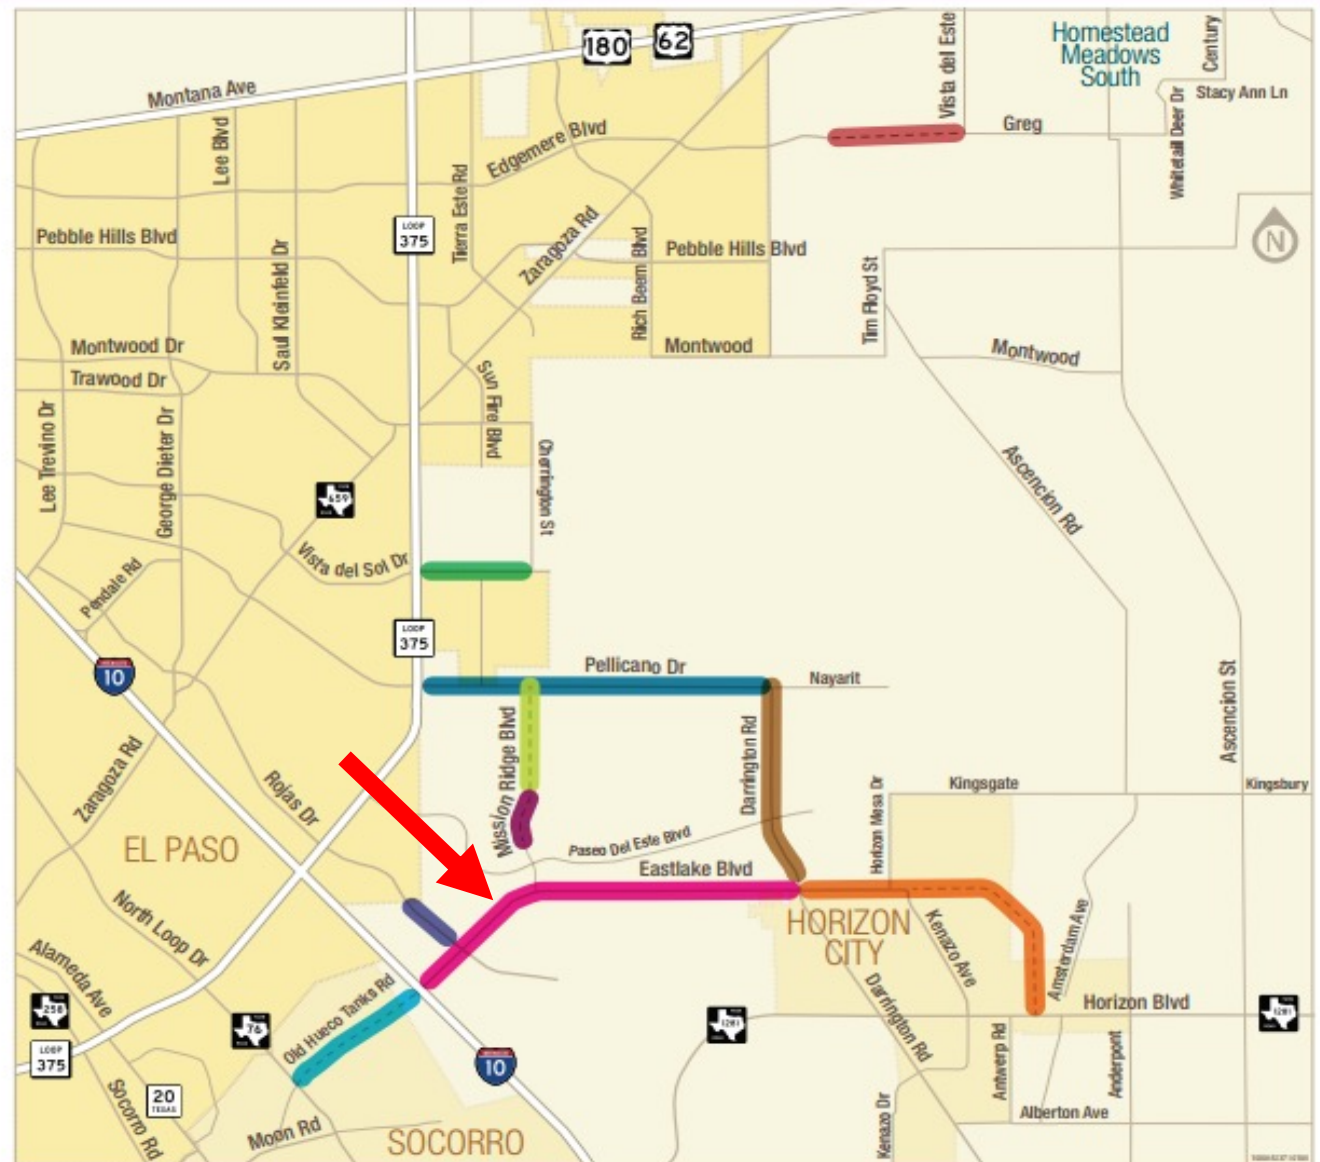 180
62
Montana Ave
Vista del Este
Homestead
Meadows
South
Century
Stacy Ann Ln
Whitetail Deer Dr
Greg
Lee Blvd
Edgemere Blvd
Tierra Este Rd
LOOP
375
Pebble Hills Blvd
Saul Kleinfeld Dr
Zaragoza Rd
Rich Beem Blvd
Pebble Hills Blvd
Tim Floyd St
N
Montwood Dr
Trawood Dr
Montwood
Montwood
Sun Fire Blvd
Lee Trevino Dr
George Dieter Dr
Cherrington St
Ascencion Rd
659
Vista del Sol Dr
Pendale Rd
LOOP
375
10
Pellicano Dr
Nayarit
Ascencion St
Mission Ridge Blvd
Darrington Rd
Zaragoza Rd
Rojas Dr
Horizon Mesa Dr
Kingsgate
Kingsbury
EL PASO
Paseo Del Este Blvd
Eastlake Blvd
HORIZON
CITY
North Loop Dr
Kenazo Ave
Amsterdam Ave
Alameda Ave
Old Hueco Tanks Rd
Darrington Rd
Horizon Blvd
258
76
1281
1281
LOOP
375
10
Antwerp Rd
Anderpont
20
TEXAS
Socorro Rd
Moon Rd
SOCORRO
Kenazo Dr
Alberton Ave